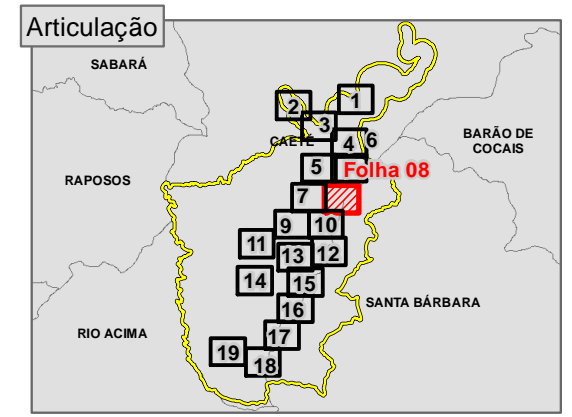 Articulação
SABARÁ
1
2
3
CAETÉ
4
6
BARÃO DE
COCAIS
5
Folha 08
RAPOSOS
7
9
10
11
12
13
14
15
SANTA BÁRBARA
16
RIO ACIMA
17
19
18